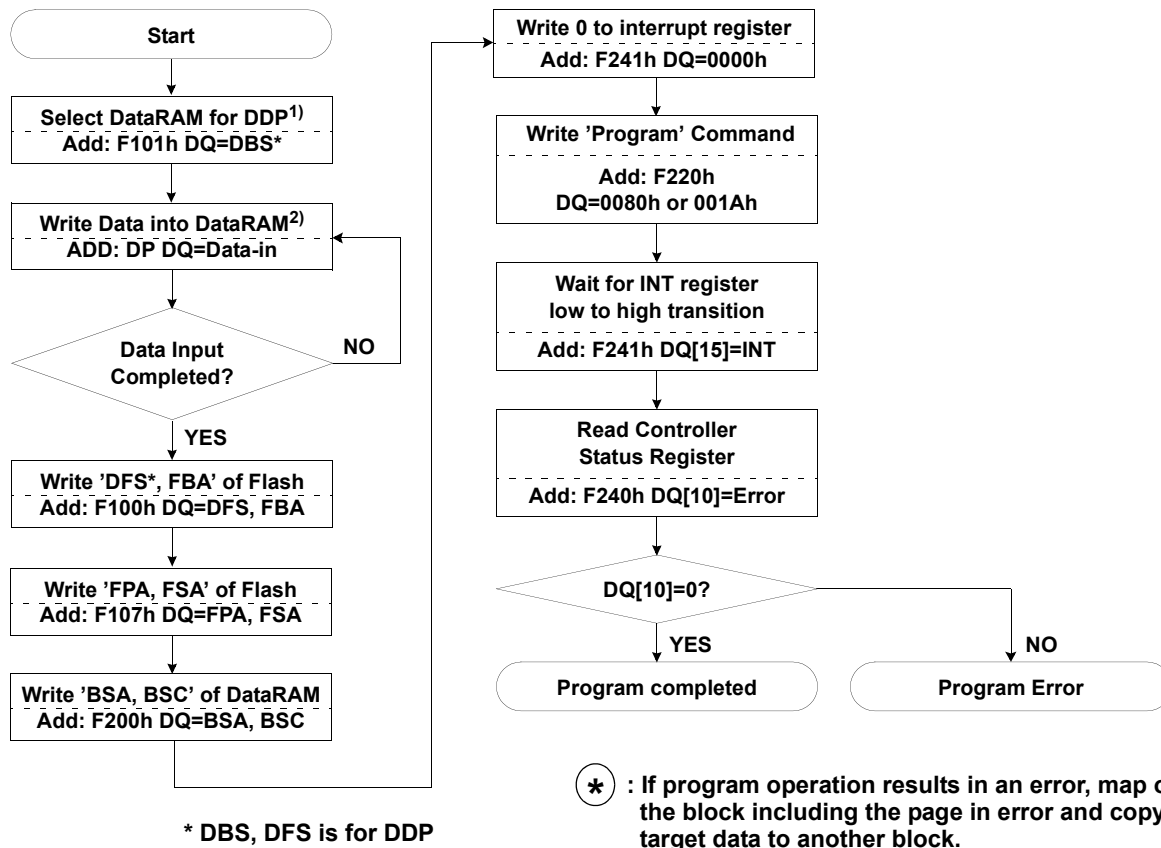 Start
Select DataRAM for DDP1)
Add: F101h DQ=DBS*
Write Data into DataRAM2)
ADD: DP DQ=Data-in
Data Input
Completed?
NO
YES
Write 'DFS*, FBA' of Flash
Add: F100h DQ=DFS, FBA
Write 'FPA, FSA' of Flash
Add: F107h DQ=FPA, FSA
Write 'BSA, BSC' of DataRAM
Add: F200h DQ=BSA, BSC
Write 0 to interrupt register
Add: F241h DQ=0000h
Write 'Program' Command
Add: F220h
DQ=0080h or 001Ah
Wait for INT register
low to high transition
Add: F241h DQ[15]=INT
Read Controller
Status Register
Add: F240h DQ[10]=Error
DQ[10]=0?
YES
NO
Program completed
Program Error
* : If program operation results in an error, map
the block including the page in error and copy
target data to another block.
* DBS, DFS is for DDP